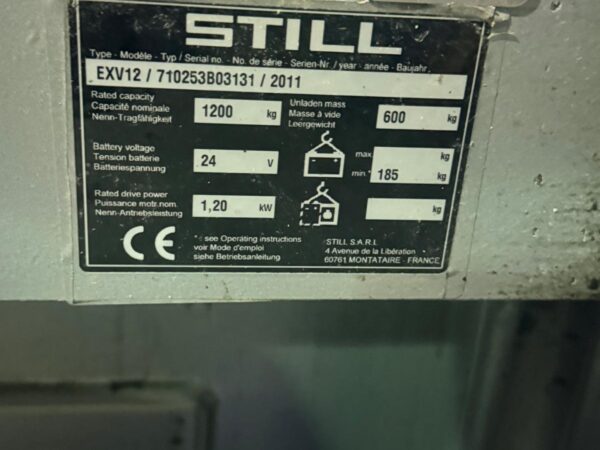 STILL
Type - Modèle - Typ / Serial no. - No. de série - Serien-Nr. / year - année - Baujahr
EXV12 / 710253B03131 / 2011
Rated capacity
Capacité nominale
Nenn-Tragfähigkeit
1200 kg
Unladen mass
Masse à vide
Leergewicht
600 kg
Battery voltage
Tension batterie
Batteriespannung
24 V
max. kg
min.* 185 kg
Rated drive power
Puissance motr.nom.
Nenn-Antriebsleistung
1,20 kW
kg
CE
see Operating instructions
voir Mode d'emploi
siehe Betriebsanleitung
STILL S.A.R.L
4 Avenue de la Libération
60761 MONTATAIRE - FRANCE